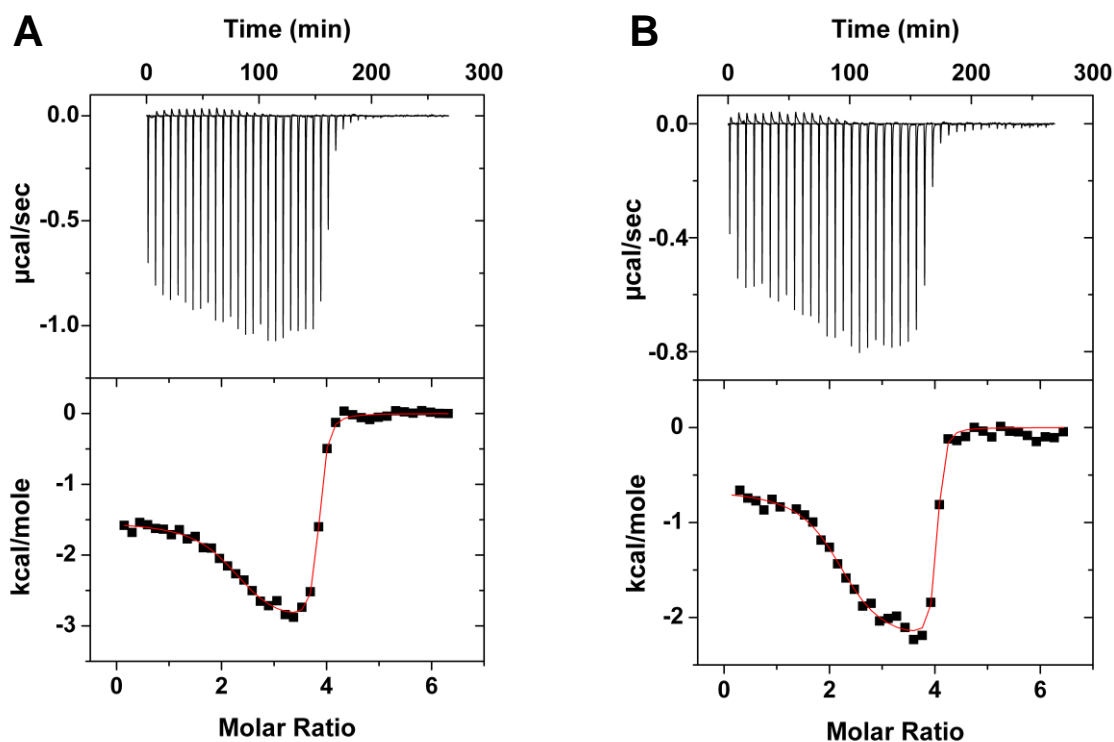 A
Time (min)
0 100 200 300
0.0
-0.5
-1.0
µcal/sec
0
-1
-2
-3
kcal/mole
0 2 4 6
Molar Ratio
B
Time (min)
0 100 200 300
0.0
-0.4
-0.8
µcal/sec
0
-1
-2
kcal/mole
0 2 4 6
Molar Ratio